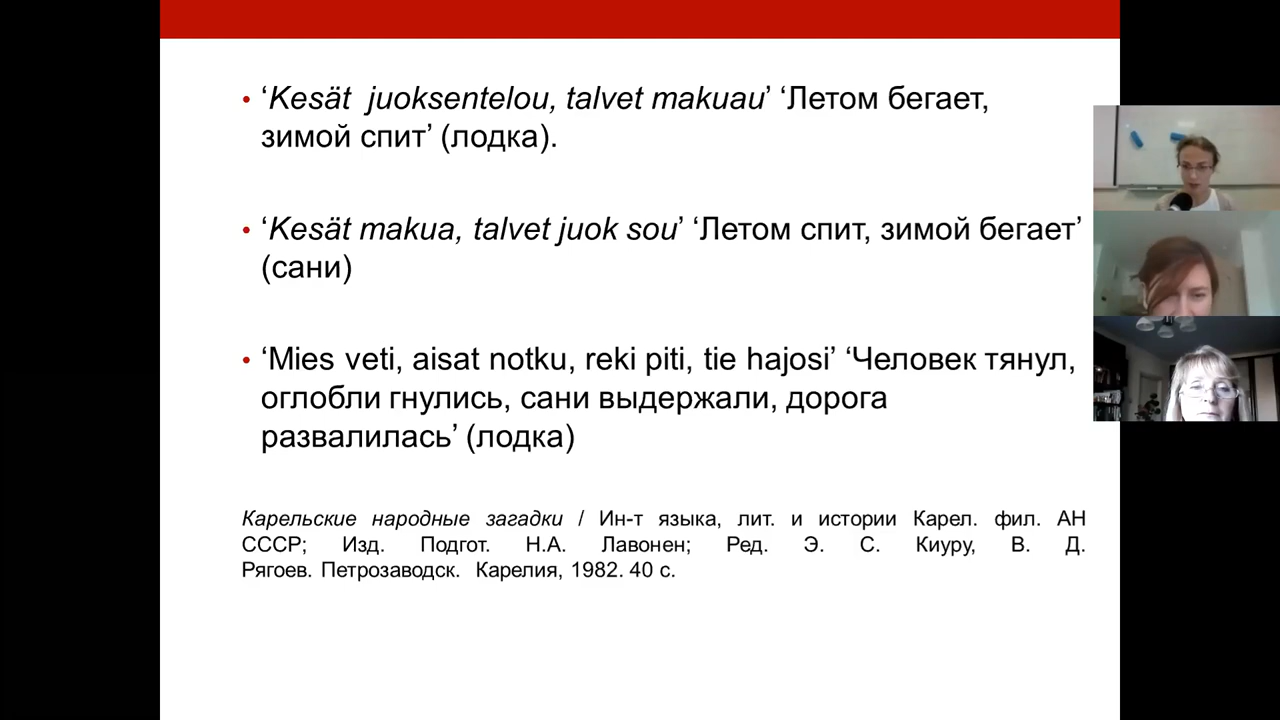 • ‘Kesät juoksentelou, talvet makuau’ ‘Летом бегает,
зимой спит’ (лодка).
• ‘Kesät makua, talvet juok sou’ ‘Летом спит, зимой бегает’
(сани)
• ‘Mies veti, aisat notku, reki piti, tie hajosi’ ‘Человек тянул,
оглобли гнулись, сани выдержали, дорога
развалилась’ (лодка)
Карельские народные загадки / Ин-т языка, лит. и истории Карел. фил. АН
СССР; Изд. Подгот. Н.А. Лавонен; Ред. Э. С. Киуру, В. Д.
Рягоев. Петрозаводск. Карелия, 1982. 40 с.